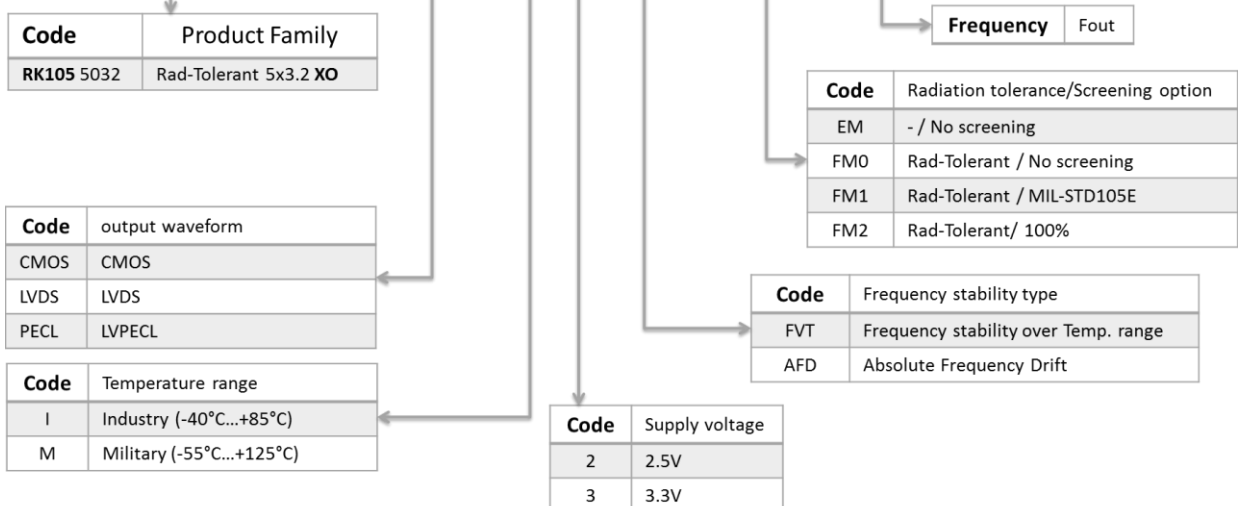 Code Product Family
RK105 5032 Rad-Tolerant 5x3.2 XO
Frequency Fout
Code Radiation tolerance/Screening option
EM - / No screening
FM0 Rad-Tolerant / No screening
FM1 Rad-Tolerant / MIL-STD105E
FM2 Rad-Tolerant/ 100%
Code output waveform
CMOS CMOS
LVDS LVDS
PECL LVPECL
Code Frequency stability type
FVT Frequency stability over Temp. range
AFD Absolute Frequency Drift
Code Temperature range
I Industry (-40°C...+85°C)
M Military (-55°C...+125°C)
Code Supply voltage
2 2.5V
3 3.3V